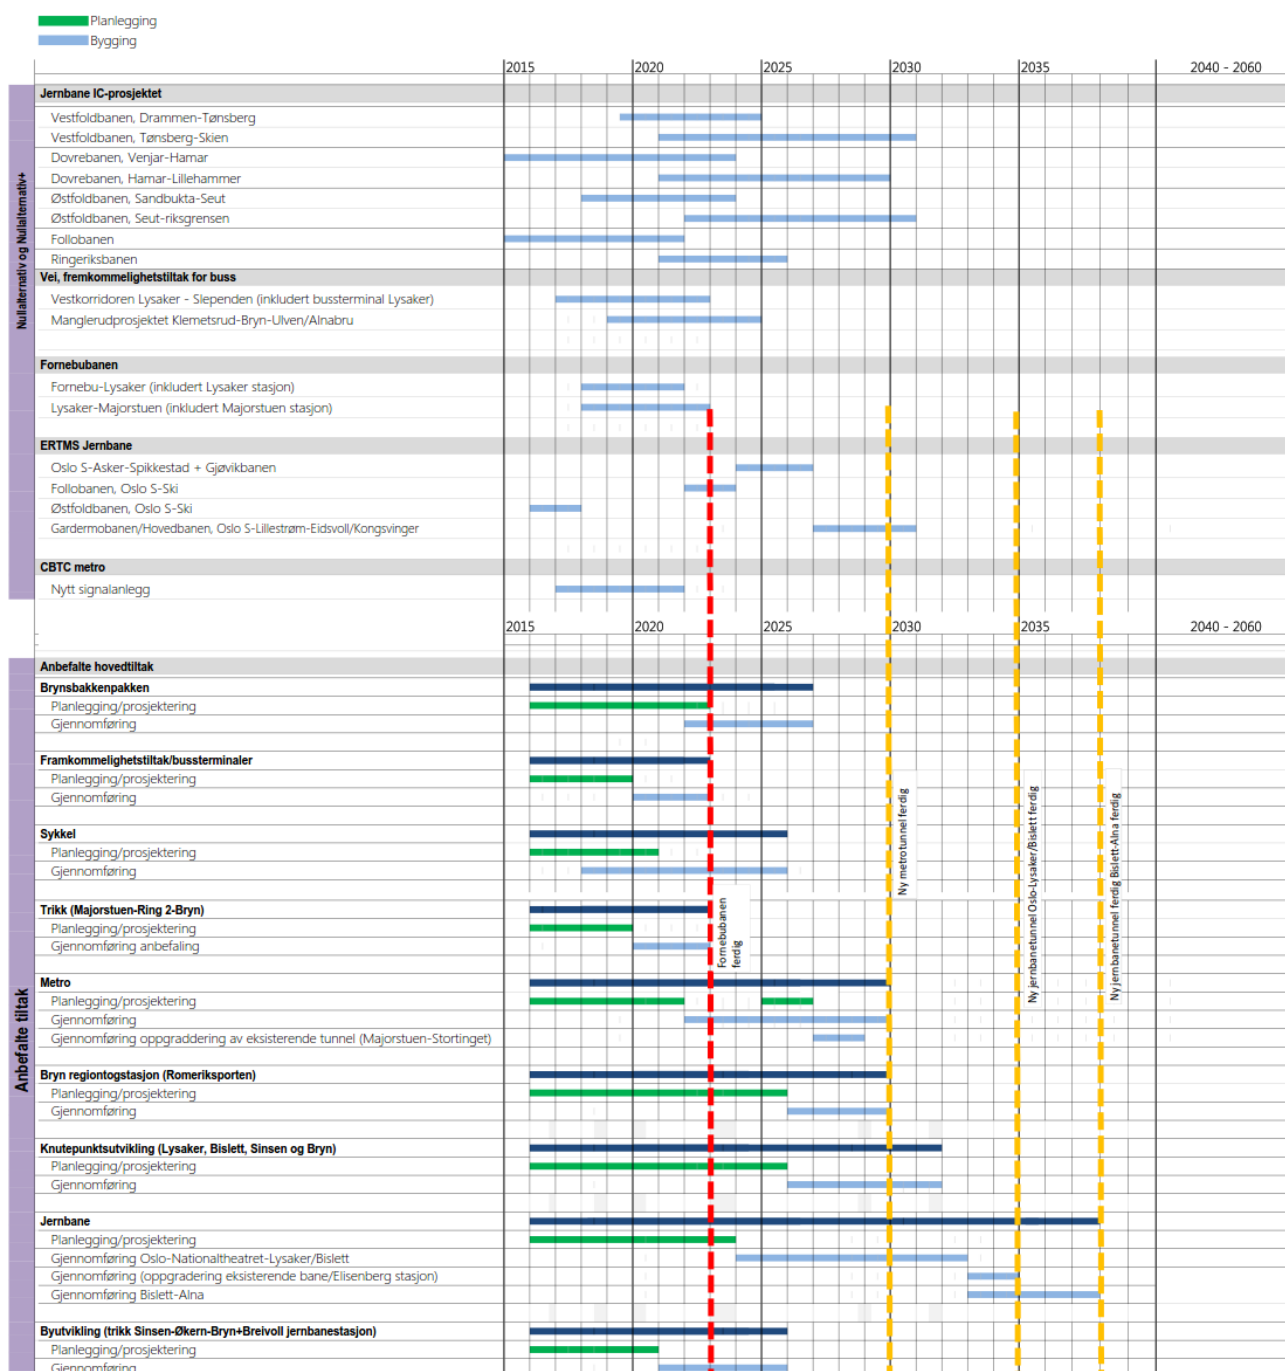 Planlegging
Bygging
2015 2020 2025 2030 2035 2040 - 2060
Nullalternativ og Nullalternativ+
Jernbane IC-prosjektet
Vestfoldbanen, Drammen-Tønsberg
Vestfoldbanen, Tønsberg-Skien
Dovrebanen, Venjar-Hamar
Dovrebanen, Hamar-Lillehammer
Østfoldbanen, Sandbukta-Seut
Østfoldbanen, Seut-riksgrensen
Follobanen
Ringeriksbanen
Vei, fremkommelighetstiltak for buss
Vestkorridoren Lysaker - Slependen (inkludert bussterminal Lysaker)
Manglerudprosjektet Klemetsrud-Bryn-Ulven/Alnabru
Fornebubanen
Fornebu-Lysaker (inkludert Lysaker stasjon)
Lysaker-Majorstuen (inkludert Majorstuen stasjon)
ERTMS Jernbane
Oslo S-Asker-Spikkestad + Gjøvikbanen
Follobanen, Oslo S-Ski
Østfoldbanen, Oslo S-Ski
Gardermobanen/Hovedbanen, Oslo S-Lillestrøm-Eidsvoll/Kongsvinger
CBTC metro
Nytt signalanlegg
2015 2020 2025 2030 2035 2040 - 2060
Anbefalte tiltak
Anbefalte hovedtiltak
Brynsbakkenpakken
Planlegging/prosjektering
Gjennomføring
Framkommelighetstiltak/bussterminaler
Planlegging/prosjektering
Gjennomføring
Sykkel
Planlegging/prosjektering
Gjennomføring
Trikk (Majorstuen-Ring 2-Bryn)
Planlegging/prosjektering
Gjennomføring anbefaling
Metro
Planlegging/prosjektering
Gjennomføring
Gjennomføring oppgraddering av eksisterende tunnel (Majorstuen-Stortinget)
Bryn regiontogstasjon (Romeriksporten)
Planlegging/prosjektering
Gjennomføring
Knutepunktsutvikling (Lysaker, Bislett, Sinsen og Bryn)
Planlegging/prosjektering
Gjennomføring
Jernbane
Planlegging/prosjektering
Gjennomføring Oslo-Nationaltheatret-Lysaker/Bislett
Gjennomføring (oppgradering eksisterende bane/Elisenberg stasjon)
Gjennomføring Bislett-Alna
Byutvikling (trikk Sinsen-Økern-Bryn+Breivoll jernbanestasjon)
Planlegging/prosjektering
Gjennomføring
Fornebubanen
ferdig
Ny metrotunnel ferdig
Ny jernbanetunnel Oslo-Lysaker/Bislett ferdig
Ny jernbanetunnel ferdig Bislett-Alna ferdig